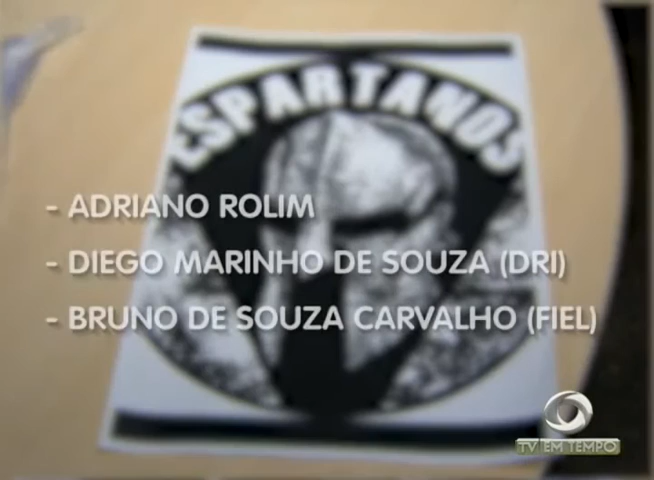 ESPARTANOS
- ADRIANO ROLIM
- DIEGO MARINHO DE SOUZA (DRI)
- BRUNO DE SOUZA CARVALHO (FIEL)
TV EM TEMPO